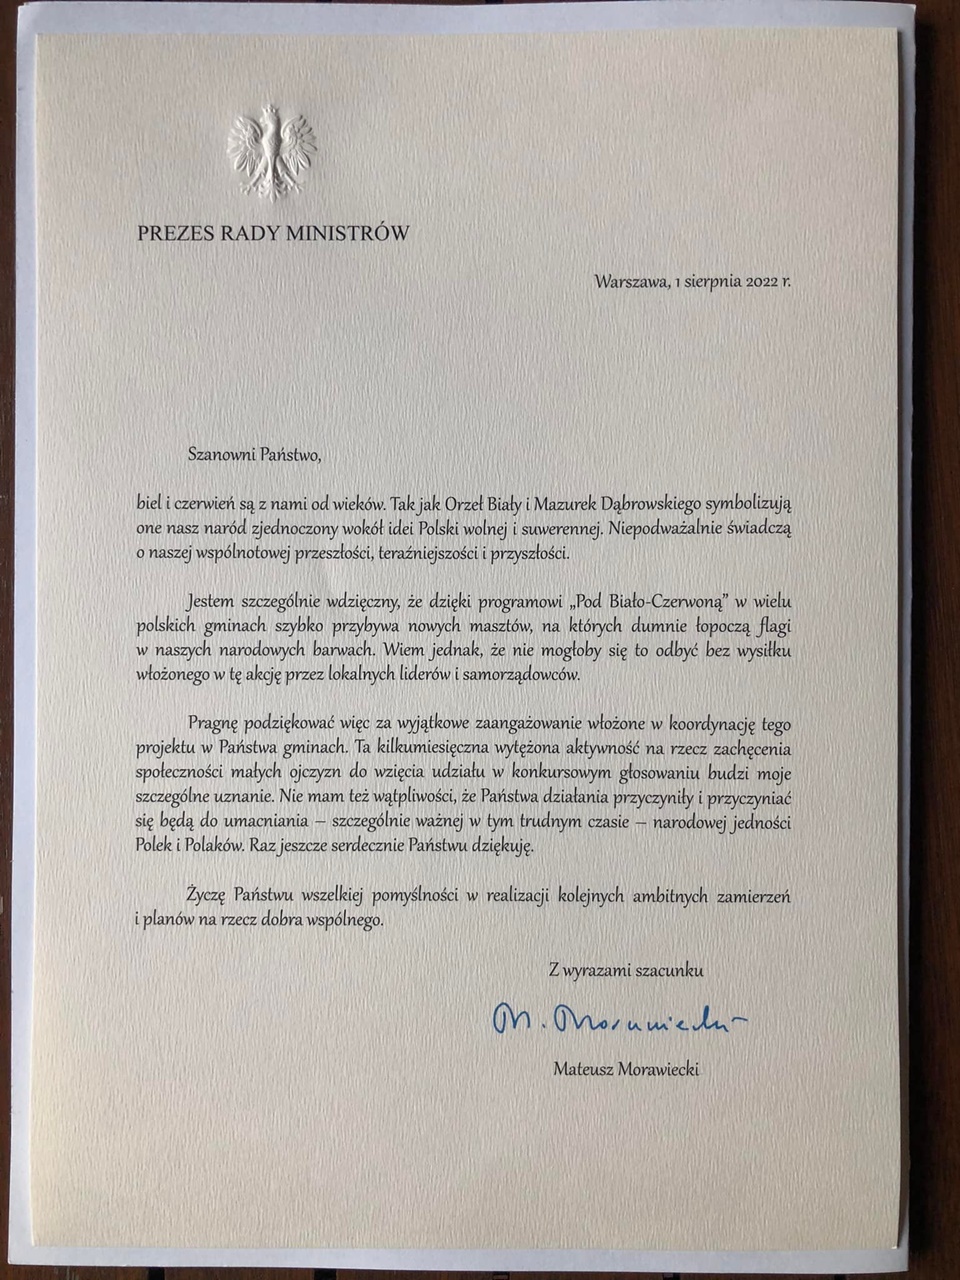 PREZES RADY MINISTRÓW
Warszawa, 1 sierpnia 2022 r.
Szanowni Państwo,
biel i czerwień są z nami od wieków. Tak jak Orzeł Biały i Mazurek Dąbrowskiego symbolizują
one nasz naród zjednoczony wokół idei Polski wolnej i suwerennej. Niepodważalnie świadczą
o naszej wspólnotowej przeszłości, teraźniejszości i przyszłości.
Jestem szczególnie wdzięczny, że dzięki programowi „Pod Biało-Czerwoną” w wielu
polskich gminach szybko przybywa nowych masztów, na których dumnie łopoczą flagi
w naszych narodowych barwach. Wiem jednak, że nie mogłoby się to odbyć bez wysiłku
włożonego w tę akcję przez lokalnych liderów i samorządowców.
Pragnę podziękować więc za wyjątkowe zaangażowanie włożone w koordynację tego
projektu w Państwa gminach. Ta kilkumiesięczna wytężona aktywność na rzecz zachęcenia
społeczności małych ojczyzn do wzięcia udziału w konkursowym głosowaniu budzi moje
szczególne uznanie. Nie mam też wątpliwości, że Państwa działania przyczyniły i przyczyniać
się będą do umacniania – szczególnie ważnej w tym trudnym czasie – narodowej jedności
Polek i Polaków. Raz jeszcze serdecznie Państwu dziękuję.
Życzę Państwu wszelkiej pomyślności w realizacji kolejnych ambitnych zamierzeń
i planów na rzecz dobra wspólnego.
Z wyrazami szacunku
M. Morawiecki
Mateusz Morawiecki